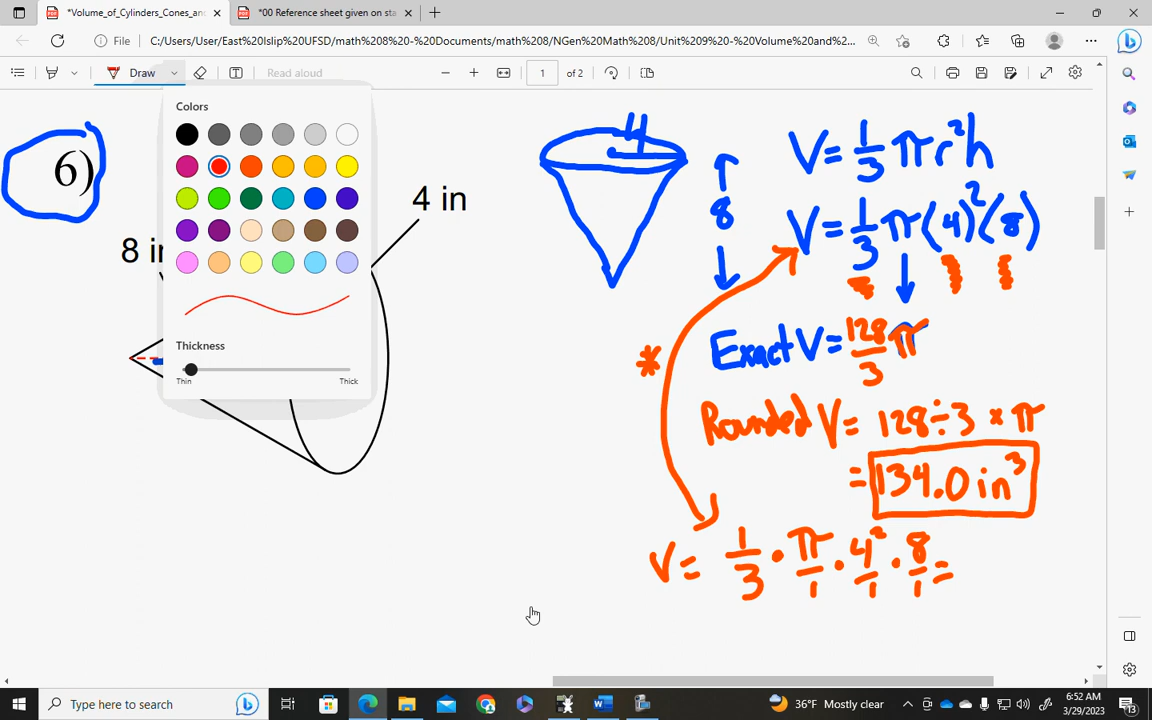 *Volume_of_Cylinders_Cones_an
*00 Reference sheet given on sta
File
C:/Users/User/East%20Islip%20UFSD/math%208%20-%20Documents/math%208/NGen%20Math%208/Unit%209%20-%20Volume%20and%...
Draw
Read aloud
1
of 2
Colors
Thickness
Thin
Thick
6)
8 in
4 in
4
8
V = 1/3 πr²h
V = 1/3 π(4)²(8)
Exact V = 128/3 π
*
Rounded V = 128 ÷ 3 × π
= 134.0 in³
V = 1/3 · π/1 · 4²/1 · 8/1 =
Type here to search
36°F Mostly clear
6:52 AM
3/29/2023
13